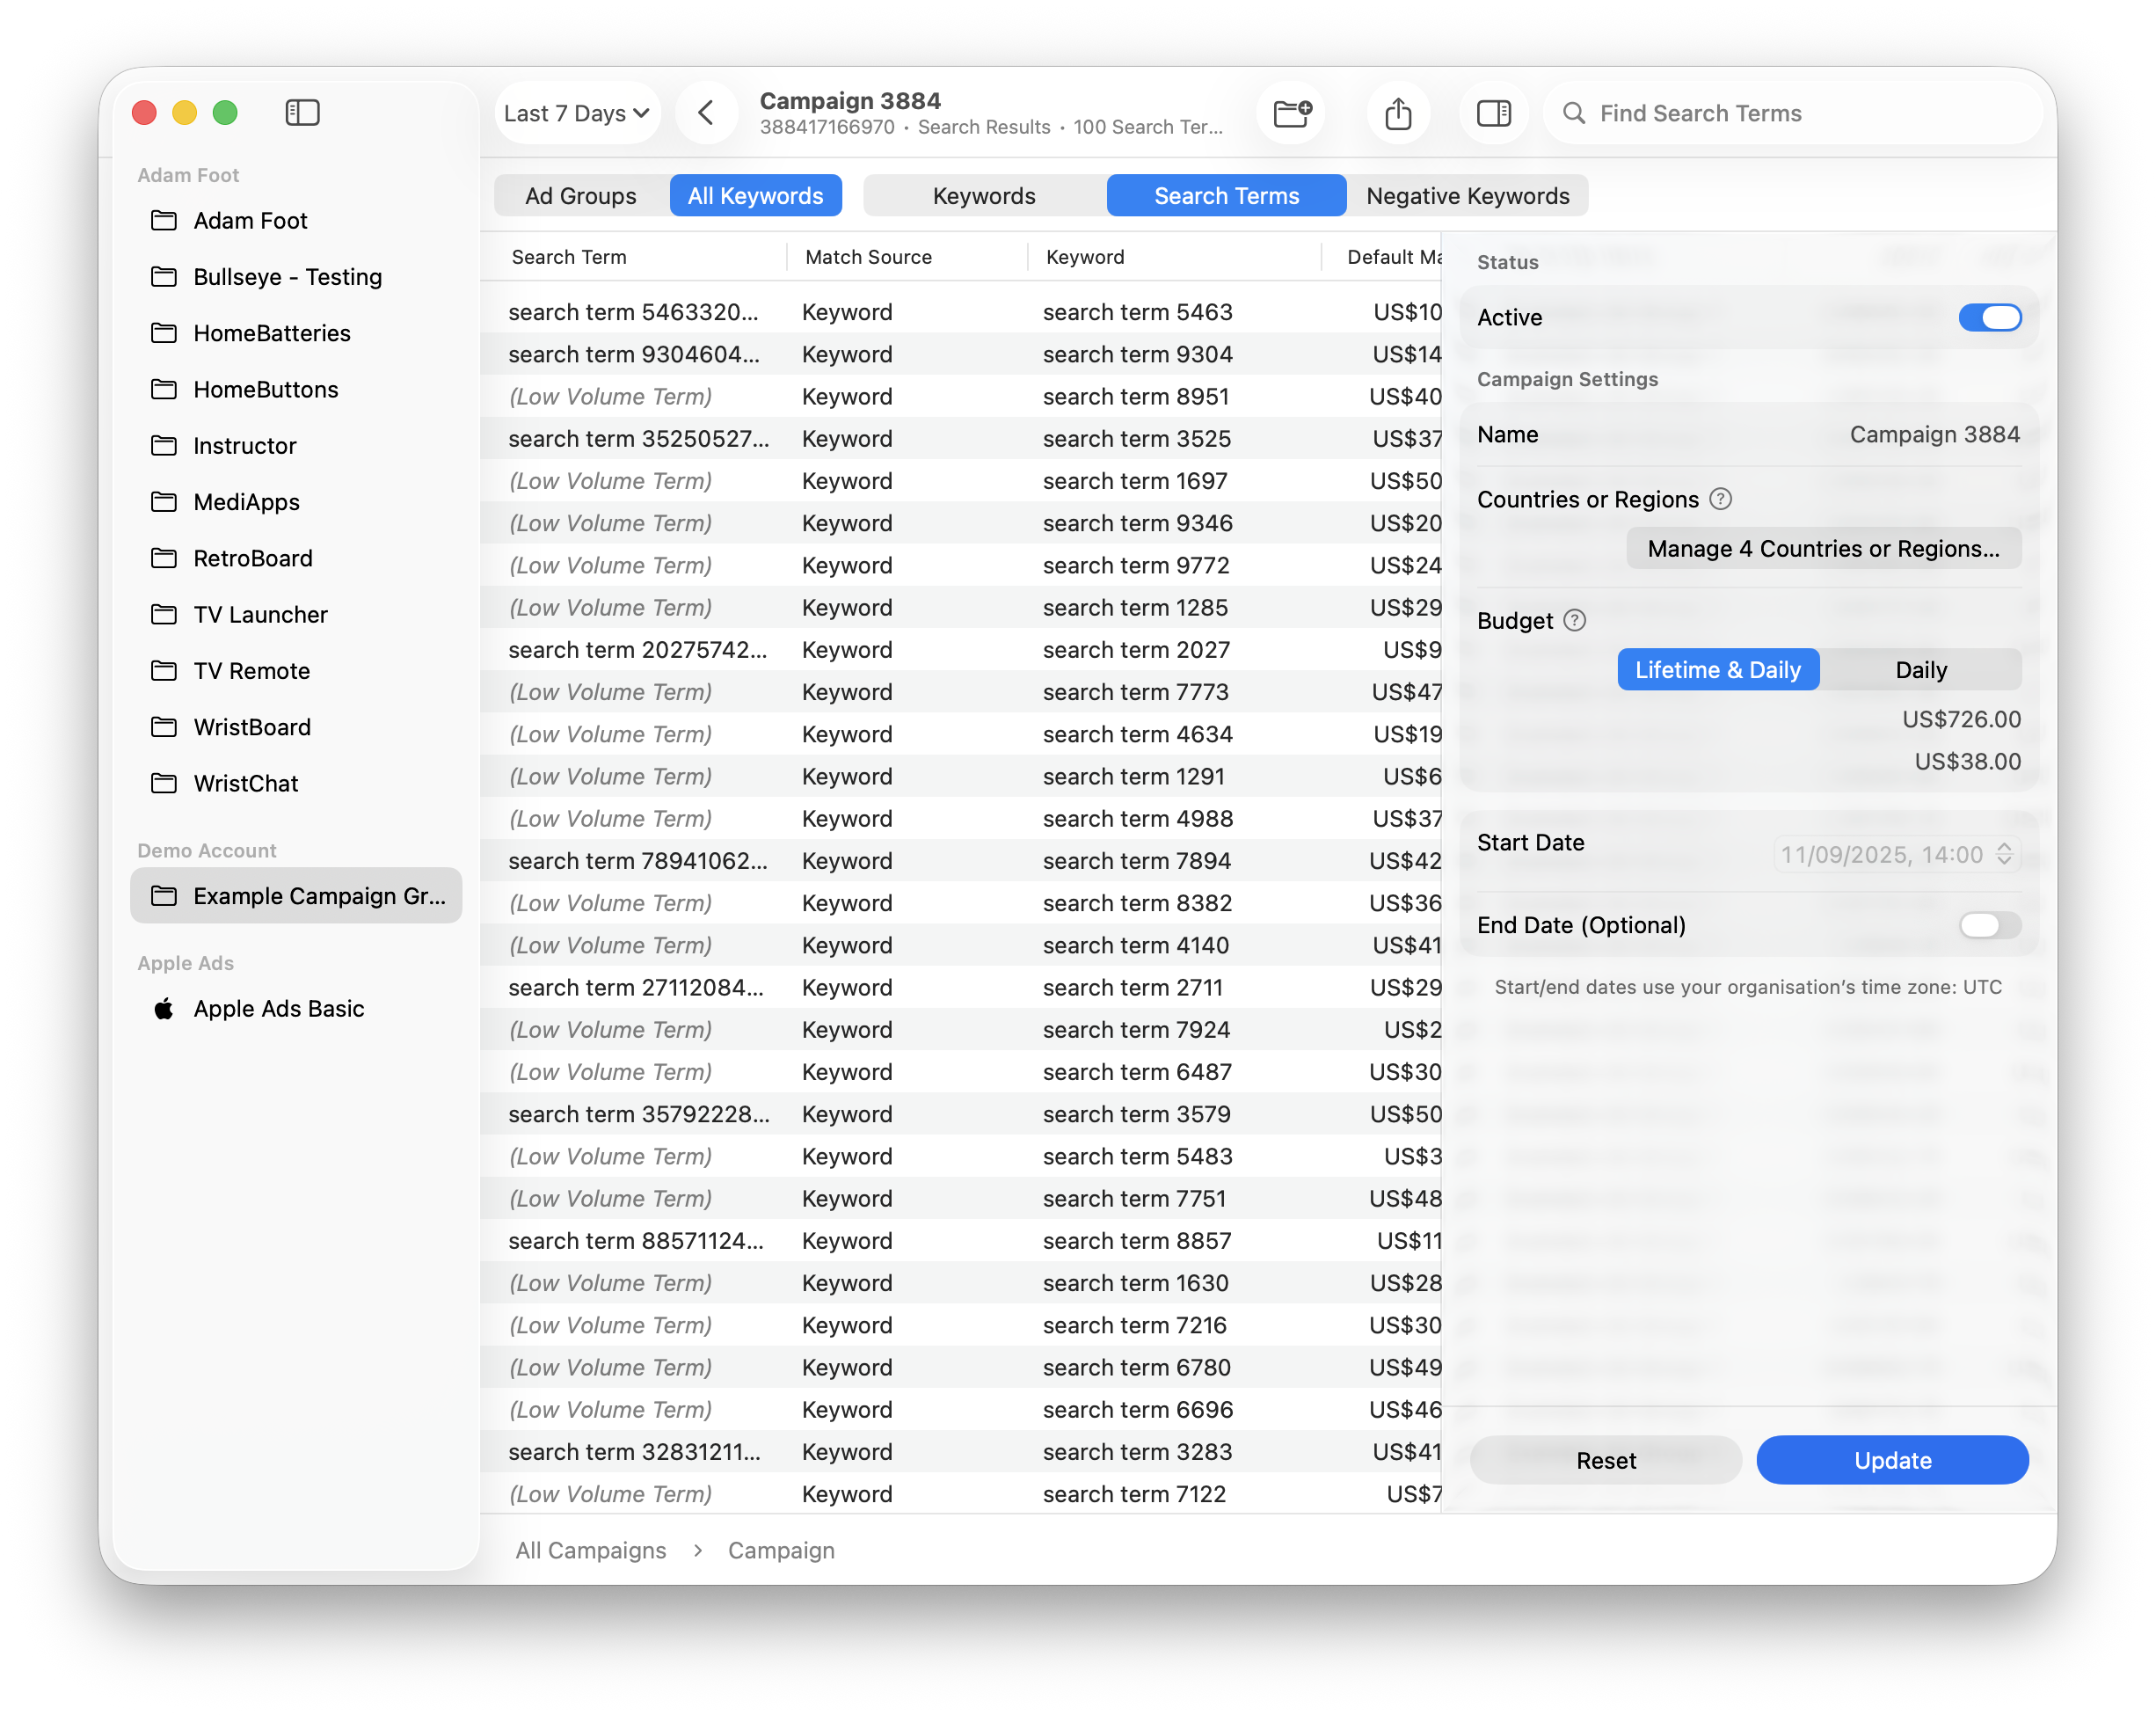 Last 7 Days
Campaign 3884
388417166970 · Search Results · 100 Search Ter...
Find Search Terms
Adam Foot
Adam Foot
Bullseye - Testing
HomeBatteries
HomeButtons
Instructor
MediApps
RetroBoard
TV Launcher
TV Remote
WristBoard
WristChat
Demo Account
Example Campaign Gr...
Apple Ads
Apple Ads Basic
Ad Groups All Keywords Keywords Search Terms Negative Keywords
Search Term Match Source Keyword Default Ma
search term 5463320... Keyword search term 5463 US$10
search term 9304604... Keyword search term 9304 US$14
(Low Volume Term) Keyword search term 8951 US$40
search term 35250527... Keyword search term 3525 US$37
(Low Volume Term) Keyword search term 1697 US$50
(Low Volume Term) Keyword search term 9346 US$20
(Low Volume Term) Keyword search term 9772 US$24
(Low Volume Term) Keyword search term 1285 US$29
search term 20275742... Keyword search term 2027 US$9
(Low Volume Term) Keyword search term 7773 US$47
(Low Volume Term) Keyword search term 4634 US$19
(Low Volume Term) Keyword search term 1291 US$6
(Low Volume Term) Keyword search term 4988 US$37
search term 78941062... Keyword search term 7894 US$42
(Low Volume Term) Keyword search term 8382 US$36
(Low Volume Term) Keyword search term 4140 US$41
search term 27112084... Keyword search term 2711 US$29
(Low Volume Term) Keyword search term 7924 US$2
(Low Volume Term) Keyword search term 6487 US$30
search term 35792228... Keyword search term 3579 US$50
(Low Volume Term) Keyword search term 5483 US$3
(Low Volume Term) Keyword search term 7751 US$48
search term 88571124... Keyword search term 8857 US$11
(Low Volume Term) Keyword search term 1630 US$28
(Low Volume Term) Keyword search term 7216 US$30
(Low Volume Term) Keyword search term 6780 US$49
(Low Volume Term) Keyword search term 6696 US$46
search term 32831211... Keyword search term 3283 US$41
(Low Volume Term) Keyword search term 7122 US$7
Status
Active
Campaign Settings
Name Campaign 3884
Countries or Regions ?
Manage 4 Countries or Regions...
Budget ?
Lifetime & Daily Daily
US$726.00
US$38.00
Start Date 11/09/2025, 14:00
End Date (Optional)
Start/end dates use your organisation's time zone: UTC
Reset Update
All Campaigns › Campaign